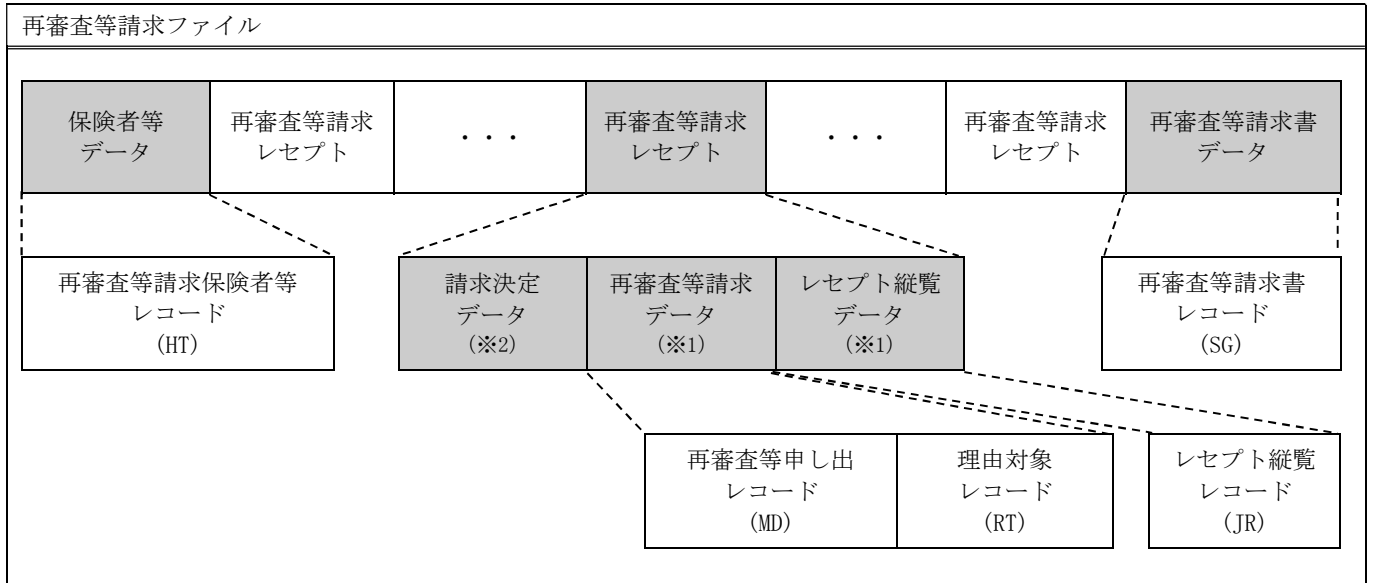 再審査等請求ファイル
保険者等
データ
再審査等請求
レセプト
・・・
再審査等請求
レセプト
・・・
再審査等請求
レセプト
再審査等請求書
データ
再審査等請求保険者等
レコード
(HT)
請求決定
データ
(※2)
再審査等請求
データ
(※1)
レセプト縦覧
データ
(※1)
再審査等請求書
レコード
(SG)
再審査等申し出
レコード
(MD)
理由対象
レコード
(RT)
レセプト縦覧
レコード
(JR)